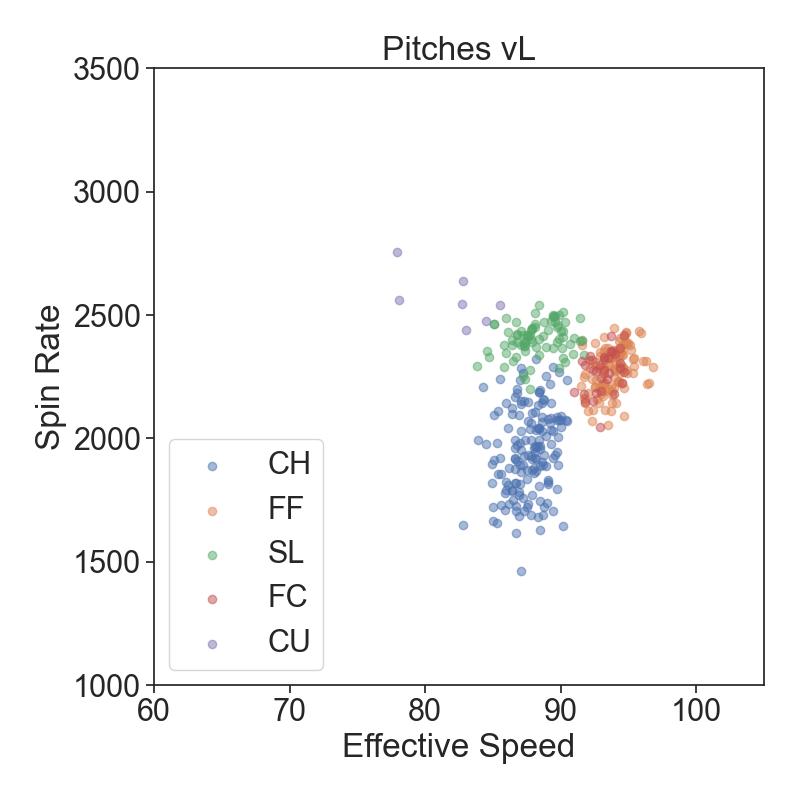 Pitches vL
3500
3000
2500
2000
1500
1000
Spin Rate
CH
FF
SL
FC
CU
60 70 80 90 100
Effective Speed